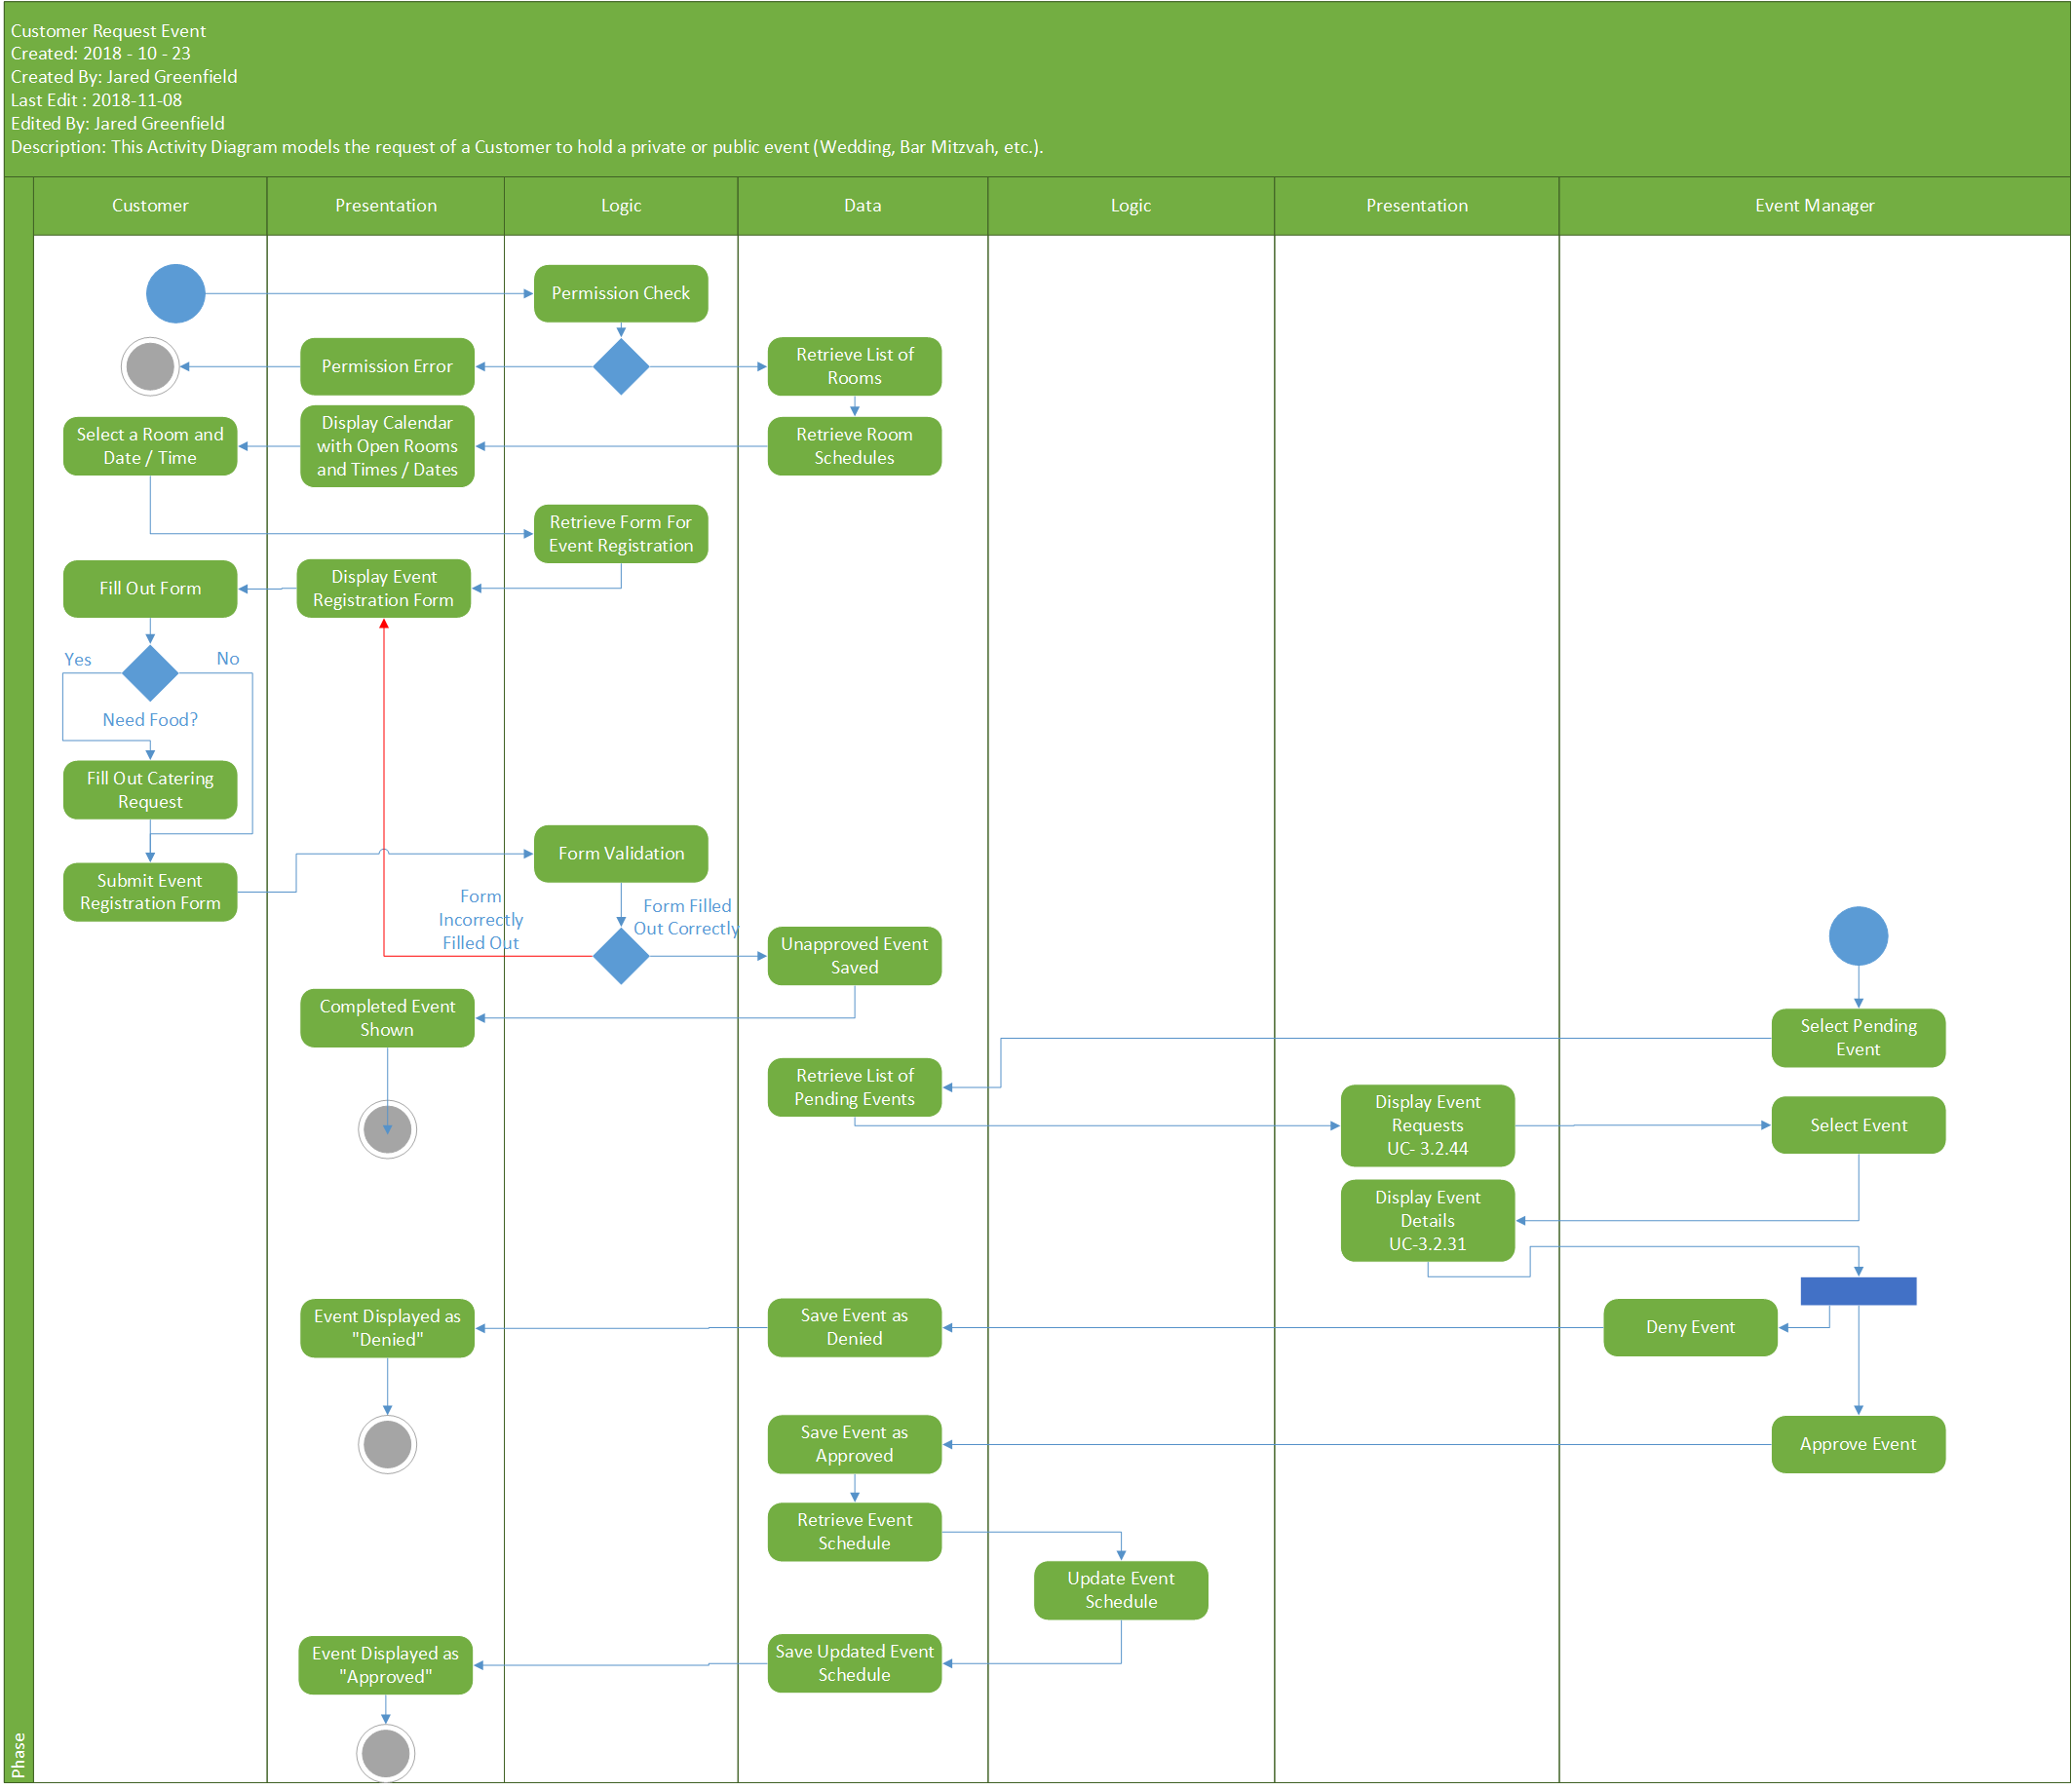 Customer Request Event
Created: 2018 - 10 - 23
Created By: Jared Greenfield
Last Edit : 2018-11-08
Edited By: Jared Greenfield
Description: This Activity Diagram models the request of a Customer to hold a private or public event (Wedding, Bar Mitzvah, etc.).
Customer
Presentation
Logic
Data
Logic
Presentation
Event Manager
Permission Check
Permission Error
Retrieve List of
Rooms
Select a Room and
Date / Time
Display Calendar
with Open Rooms
and Times / Dates
Retrieve Room
Schedules
Retrieve Form For
Event Registration
Fill Out Form
Display Event
Registration Form
Yes
No
Need Food?
Fill Out Catering
Request
Form Validation
Submit Event
Registration Form
Form
Incorrectly
Filled Out
Form Filled
Out Correctly
Unapproved Event
Saved
Completed Event
Shown
Select Pending
Event
Retrieve List of
Pending Events
Display Event
Requests
UC- 3.2.44
Select Event
Display Event
Details
UC-3.2.31
Event Displayed as
"Denied"
Save Event as
Denied
Deny Event
Save Event as
Approved
Approve Event
Retrieve Event
Schedule
Update Event
Schedule
Event Displayed as
"Approved"
Save Updated Event
Schedule
Phase